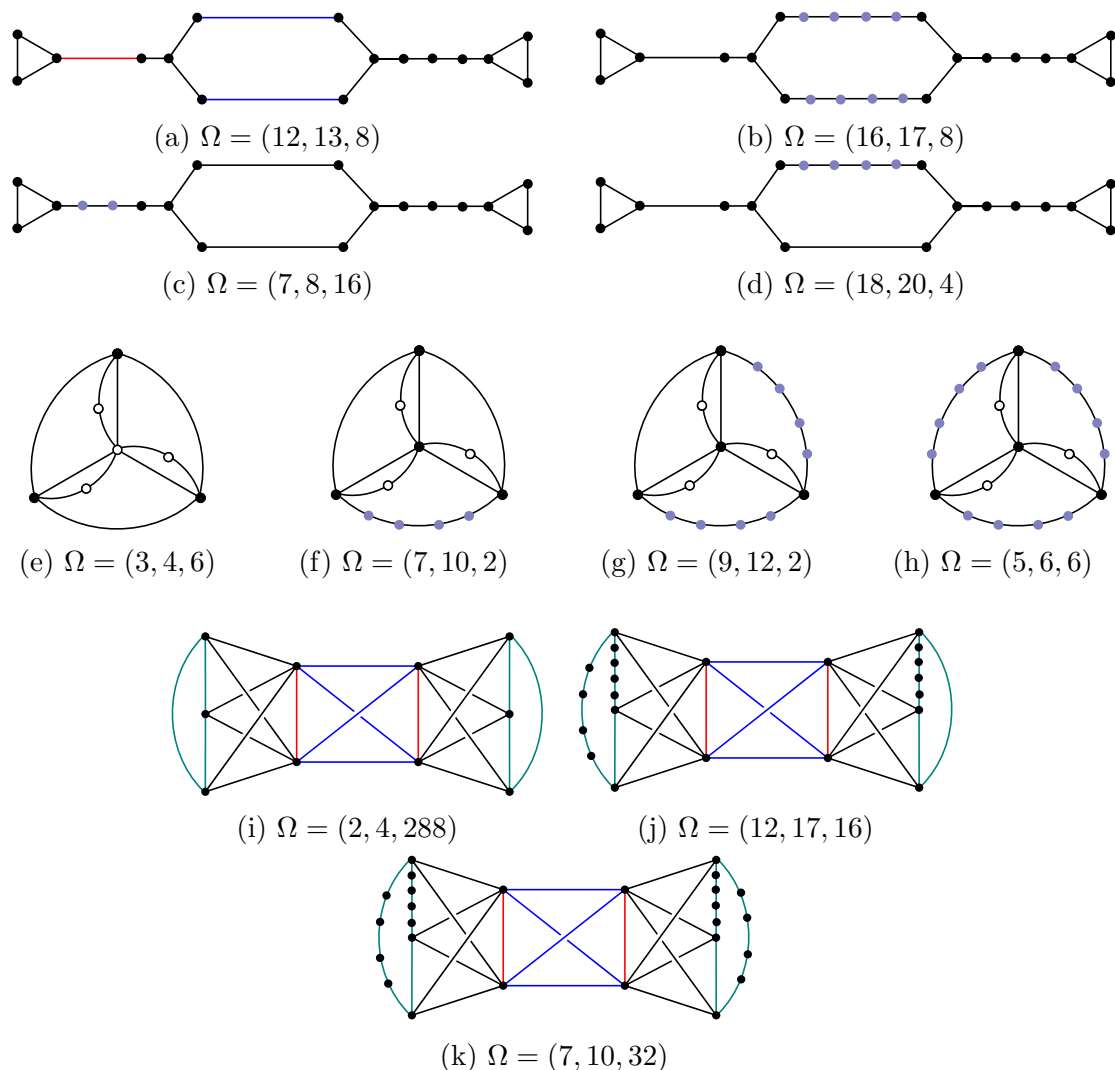 (a) Ω = (12, 13, 8)
(b) Ω = (16, 17, 8)
(c) Ω = (7, 8, 16)
(d) Ω = (18, 20, 4)
(e) Ω = (3, 4, 6)
(f) Ω = (7, 10, 2)
(g) Ω = (9, 12, 2)
(h) Ω = (5, 6, 6)
(i) Ω = (2, 4, 288)
(j) Ω = (12, 17, 16)
(k) Ω = (7, 10, 32)